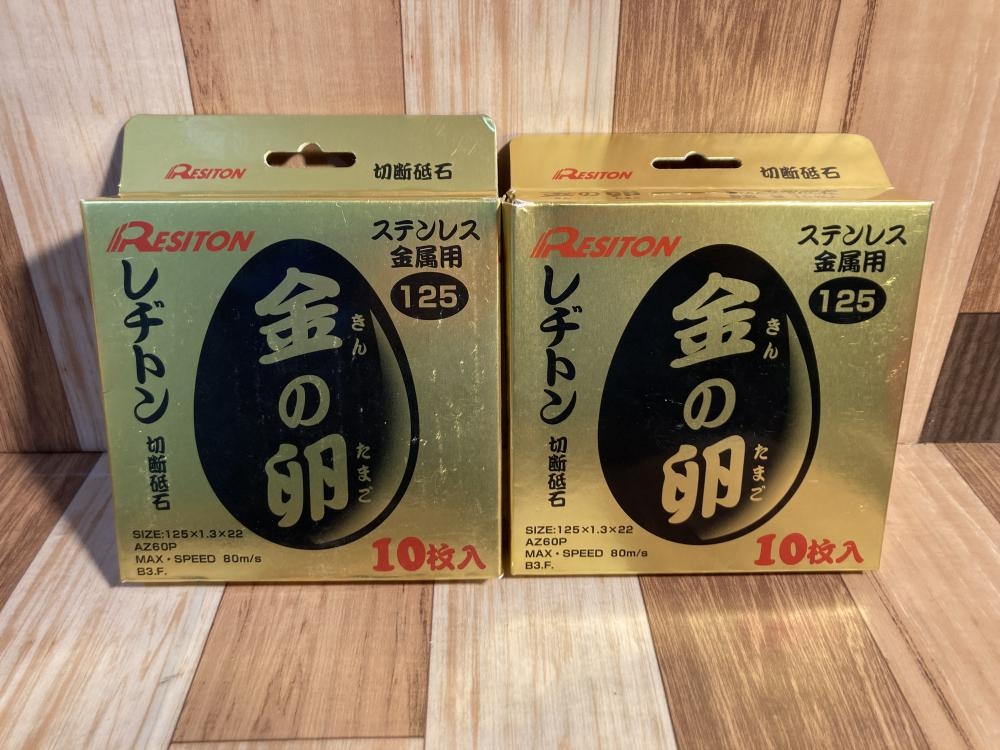 RESITON
切断砥石
RESITON
ステンレス
金属用
125
レヂトン
切断砥石
金の卵
きん
たまご
SIZE:125×1.3×22
AZ60P
MAX・SPEED 80m/s
B3.F.
10枚入
RESITON
切断砥石
RESITON
ステンレス
金属用
125
レヂトン
切断砥石
金の卵
きん
たまご
SIZE:125×1.3×22
AZ60P
MAX・SPEED 80m/s
B3.F.
10枚入